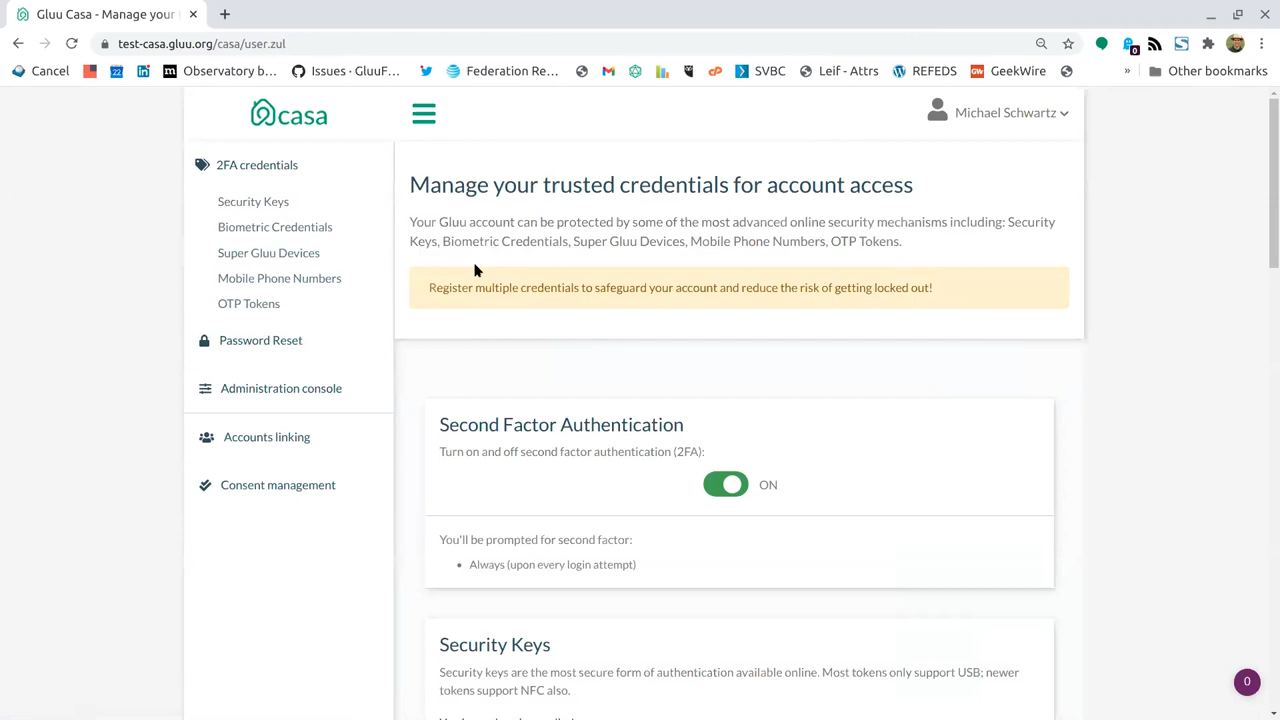 Gluu Casa - Manage your
test-casa.gluu.org/casa/user.zul
0
Cancel
22
m
Observatory b...
Issues · GluuF...
Federation Re...
cP
SVBC
Leif - Attrs
REFEDS
GW
GeekWire
»
Other bookmarks
casa
Michael Schwartz
2FA credentials
Security Keys
Biometric Credentials
Super Gluu Devices
Mobile Phone Numbers
OTP Tokens
Password Reset
Administration console
Accounts linking
Consent management
Manage your trusted credentials for account access
Your Gluu account can be protected by some of the most advanced online security mechanisms including: Security
Keys, Biometric Credentials, Super Gluu Devices, Mobile Phone Numbers, OTP Tokens.
Register multiple credentials to safeguard your account and reduce the risk of getting locked out!
Second Factor Authentication
Turn on and off second factor authentication (2FA):
ON
You'll be prompted for second factor:
• Always (upon every login attempt)
Security Keys
Security keys are the most secure form of authentication available online. Most tokens only support USB; newer
tokens support NFC also.
0